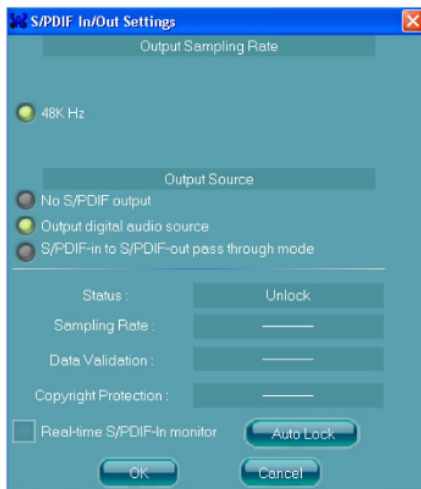 S/PDIF In/Out Settings
Output Sampling Rate
48K Hz
Output Source
No S/PDIF output
Output digital audio source
S/PDIF-in to S/PDIF-out pass through mode
Status : Unlock
Sampling Rate :
Data Validation :
Copyright Protection :
Real-time S/PDIF-In monitor Auto Lock
OK Cancel